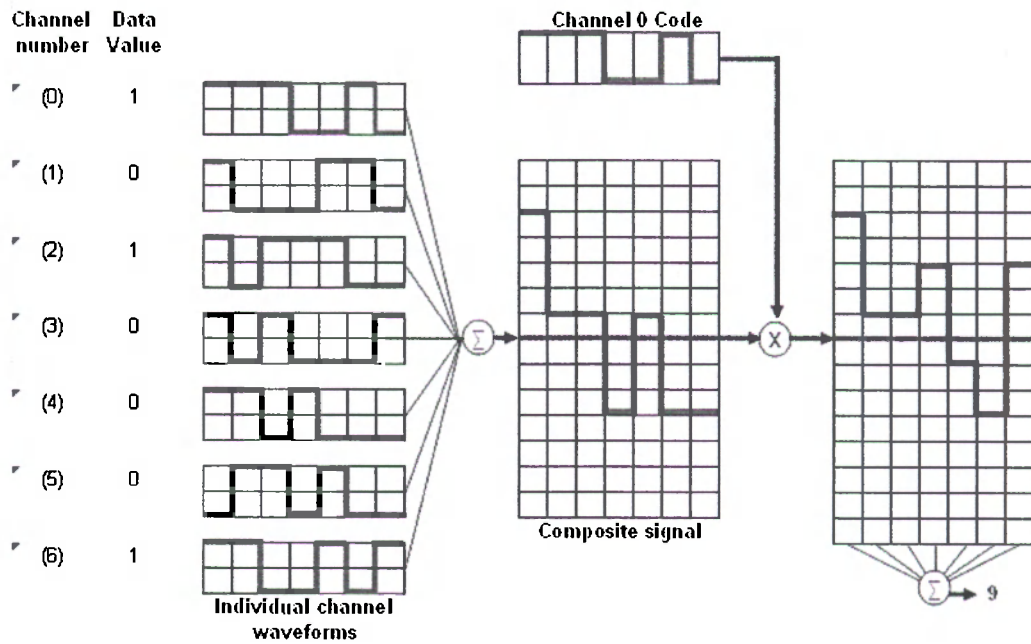 Channel number Data Value
Channel 0 Code
(0) 1
(1) 0
(2) 1
(3) 0
(4) 0
(5) 0
(6) 1
Σ
X
Composite signal
Individual channel
waveforms
Σ 9